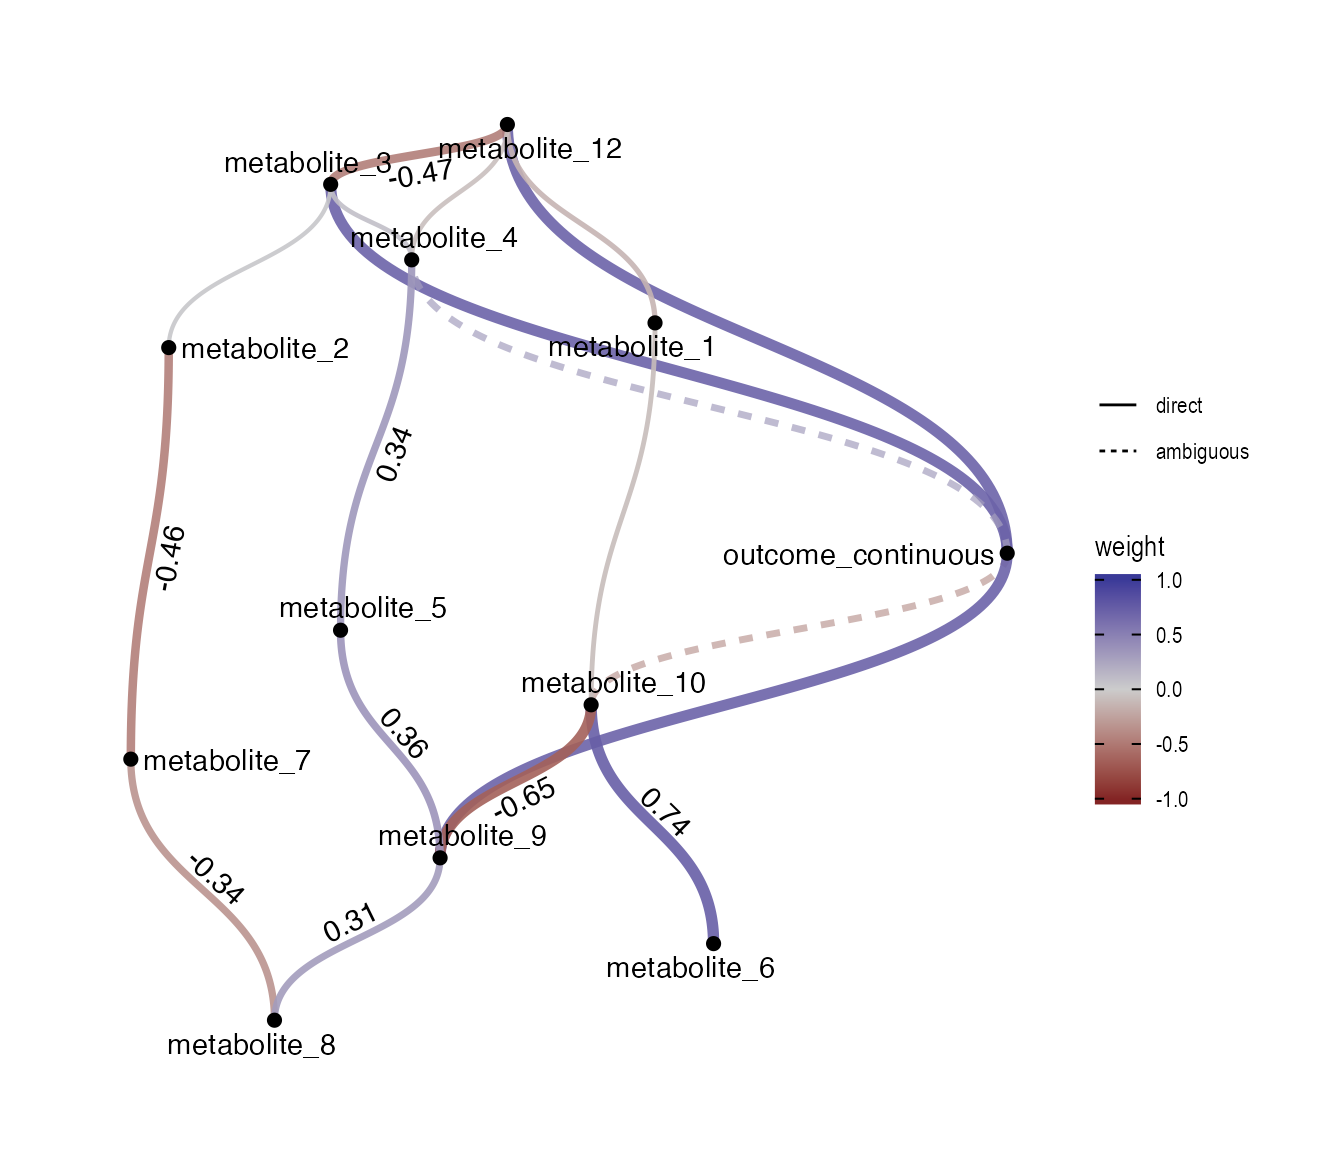 metabolite_12
metabolite_3
-0.47
metabolite_4
metabolite_1
metabolite_2
direct
0.34
ambiguous
-0.46
outcome_continuous
weight
1.0
0.5
0.0
-0.5
-1.0
metabolite_5
metabolite_10
0.36
metabolite_7
-0.65
0.74
metabolite_9
-0.34
0.31
metabolite_6
metabolite_8